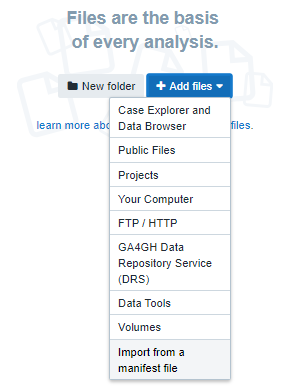 Files are the basis
of every analysis.
New folder
Add files
learn more abo
files.
Case Explorer and
Data Browser
Public Files
Projects
Your Computer
FTP / HTTP
GA4GH Data
Repository Service
(DRS)
Data Tools
Volumes
Import from a
manifest file